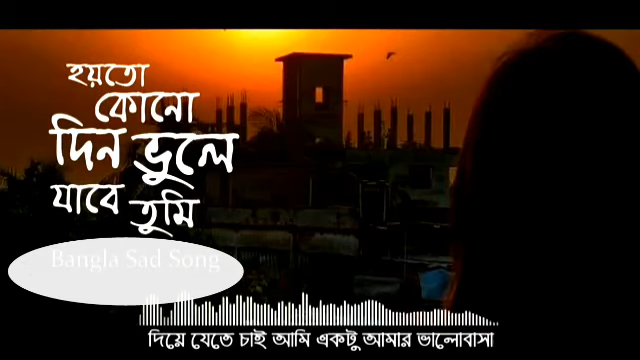 হয়তো
কোনো
দিন ভুলে
যাবে তুমি
Bangla Sad Song
দিয়ে যেতে চাই আমি একটু আমার ভালোবাসা